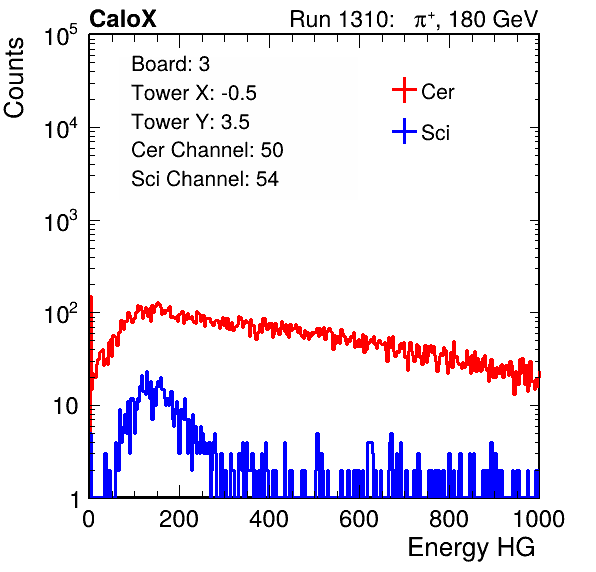 CaloX Run 1310: π⁺, 180 GeV
Counts
Board: 3
Tower X: -0.5
Tower Y: 3.5
Cer Channel: 50
Sci Channel: 54
Cer
Sci
10⁵
10⁴
10³
10²
10
1
0 200 400 600 800 1000
Energy HG